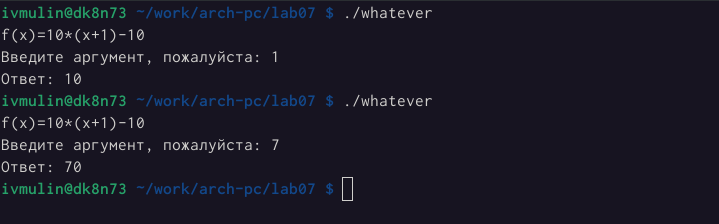 ivmulin@dk8n73 ~/work/arch-pc/lab07 $ ./whatever
f(x)=10*(x+1)-10
Введите аргумент, пожалуйста: 1
Ответ: 10
ivmulin@dk8n73 ~/work/arch-pc/lab07 $ ./whatever
f(x)=10*(x+1)-10
Введите аргумент, пожалуйста: 7
Ответ: 70
ivmulin@dk8n73 ~/work/arch-pc/lab07 $